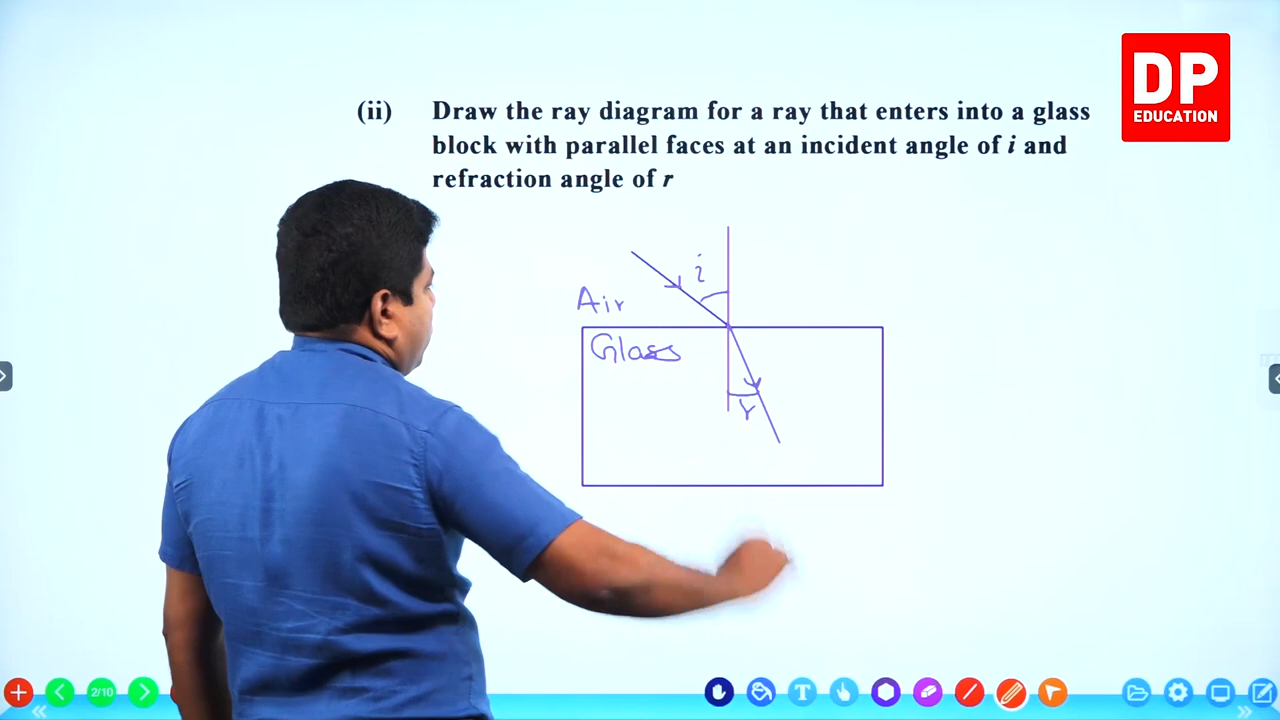 DP
EDUCATION
(ii) Draw the ray diagram for a ray that enters into a glass
block with parallel faces at an incident angle of i and
refraction angle of r
i
Air
Glass
r
2/10
T